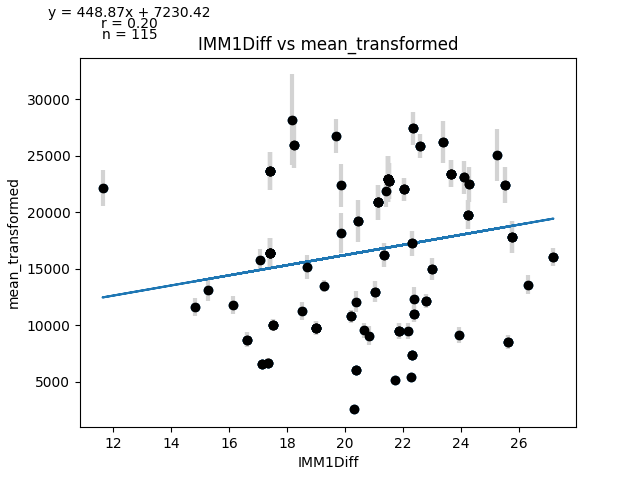 y = 448.87x + 7230.42
r = 0.20
n = 115
IMM1Diff vs mean_transformed
mean_transformed
30000
25000
20000
15000
10000
5000
12 14 16 18 20 22 24 26
IMM1Diff